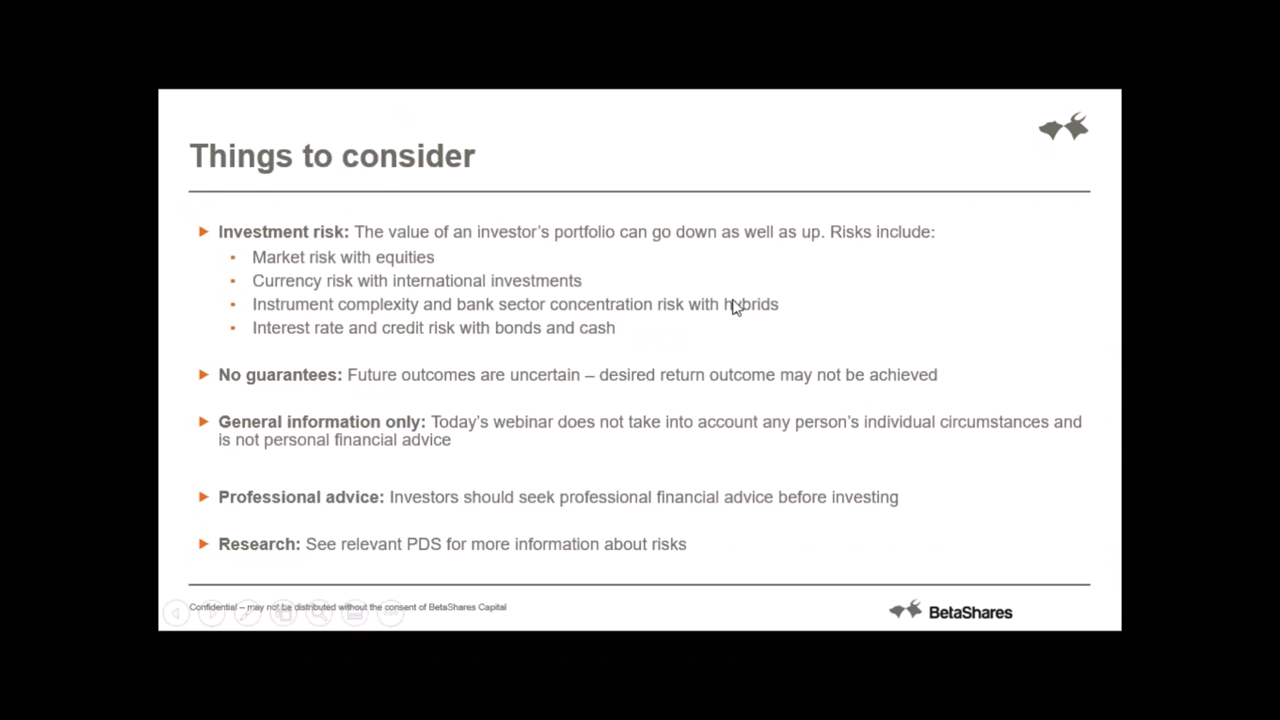 Things to consider
Investment risk: The value of an investor’s portfolio can go down as well as up. Risks include:
Market risk with equities
Currency risk with international investments
Instrument complexity and bank sector concentration risk with hybrids
Interest rate and credit risk with bonds and cash
No guarantees: Future outcomes are uncertain – desired return outcome may not be achieved
General information only: Today’s webinar does not take into account any person’s individual circumstances and
is not personal financial advice
Professional advice: Investors should seek professional financial advice before investing
Research: See relevant PDS for more information about risks
Confidential – may not be distributed without the consent of BetaShares Capital
BetaShares